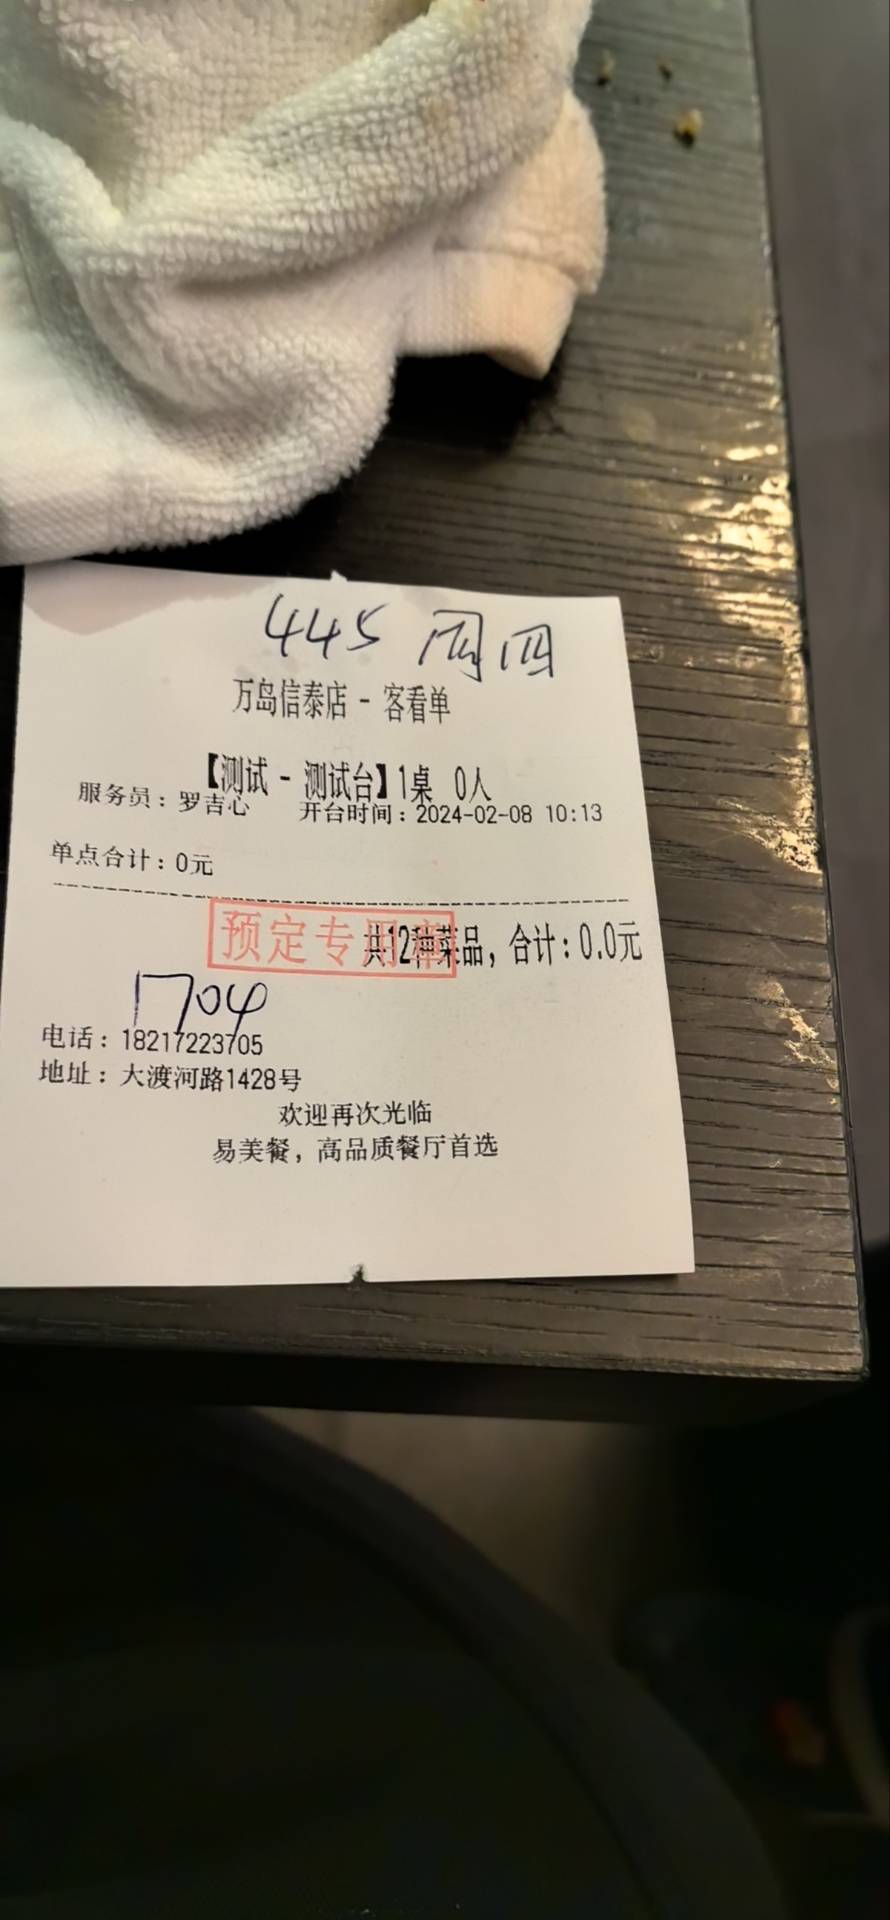 445 周四
万岛信泰店 - 客看单
【测试 - 测试台】1桌 0人
服务员：罗吉心 开台时间：2024-02-08 10:13
单点合计：0元
预定专用章
共12种菜品，合计：0.0元
1704
电话：18217223705
地址：大渡河路1428号
欢迎再次光临
易美餐，高品质餐厅首选